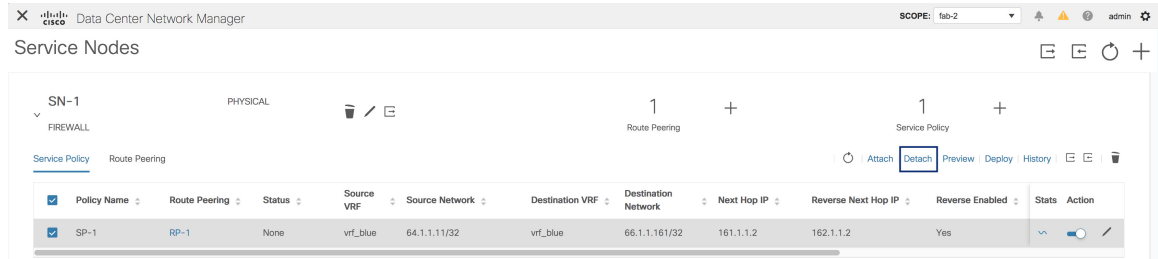 cisco Data Center Network Manager SCOPE: fab-2 admin
Service Nodes
SN-1 PHYSICAL 1 1
FIREWALL Route Peering Service Policy
Service Policy Route Peering Attach Detach Preview Deploy History
Policy Name Route Peering Status Source VRF Source Network Destination VRF Destination Network Next Hop IP Reverse Next Hop IP Reverse Enabled Stats Action
SP-1 RP-1 None vrf_blue 64.1.1.11/32 vrf_blue 66.1.1.161/32 161.1.1.2 162.1.1.2 Yes